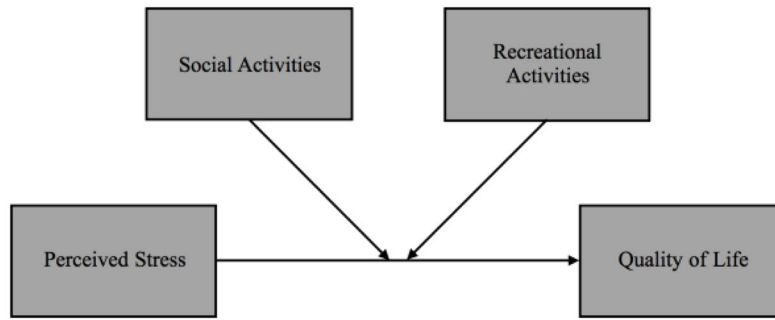 Social Activities
Recreational
Activities
Perceived Stress
Quality of Life